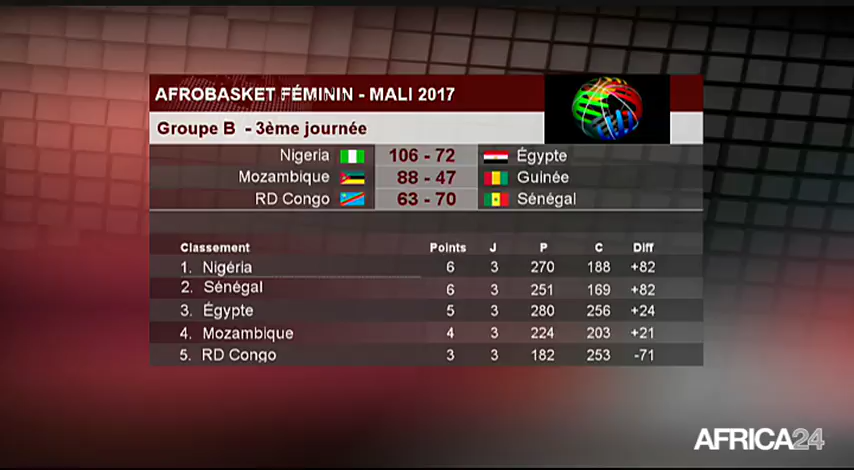 AFROBASKET FÉMININ - MALI 2017
Groupe B - 3ème journée
Nigeria 106 - 72 Égypte
Mozambique 88 - 47 Guinée
RD Congo 63 - 70 Sénégal
Classement Points J P C Diff
1. Nigéria 6 3 270 188 +82
2. Sénégal 6 3 251 169 +82
3. Égypte 5 3 280 256 +24
4. Mozambique 4 3 224 203 +21
5. RD Congo 3 3 182 253 -71
AFRICA24